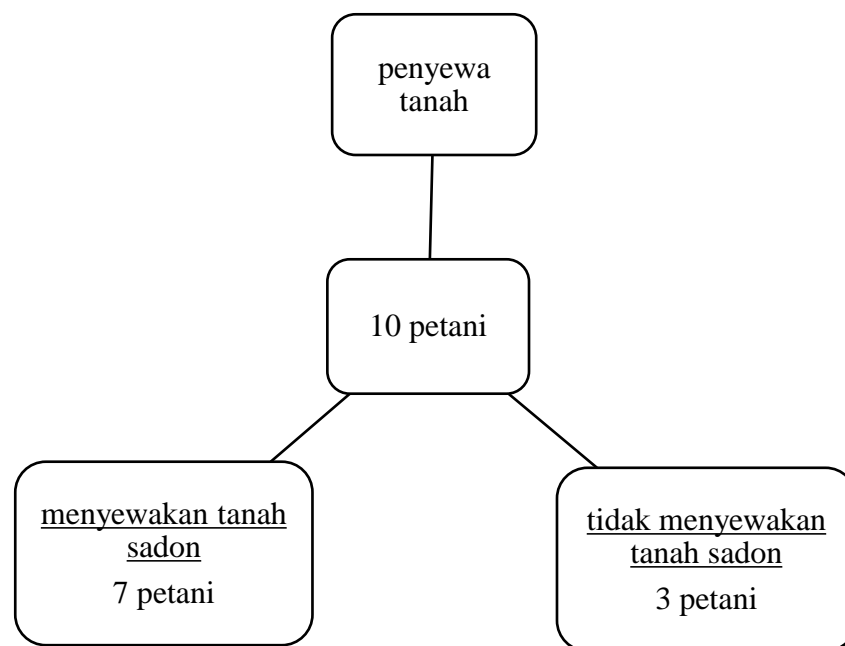 penyewa
tanah
10 petani
menyewakan tanah
sadon
7 petani
tidak menyewakan
tanah sadon
3 petani